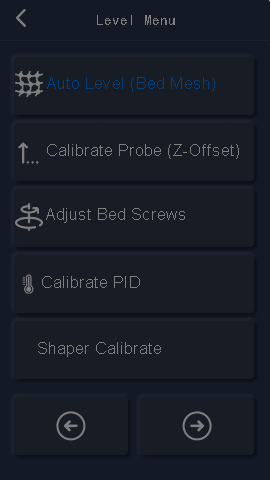 Level Menu
Auto Level (Bed Mesh)
Calibrate Probe (Z-Offset)
Adjust Bed Screws
Calibrate PID
Shaper Calibrate